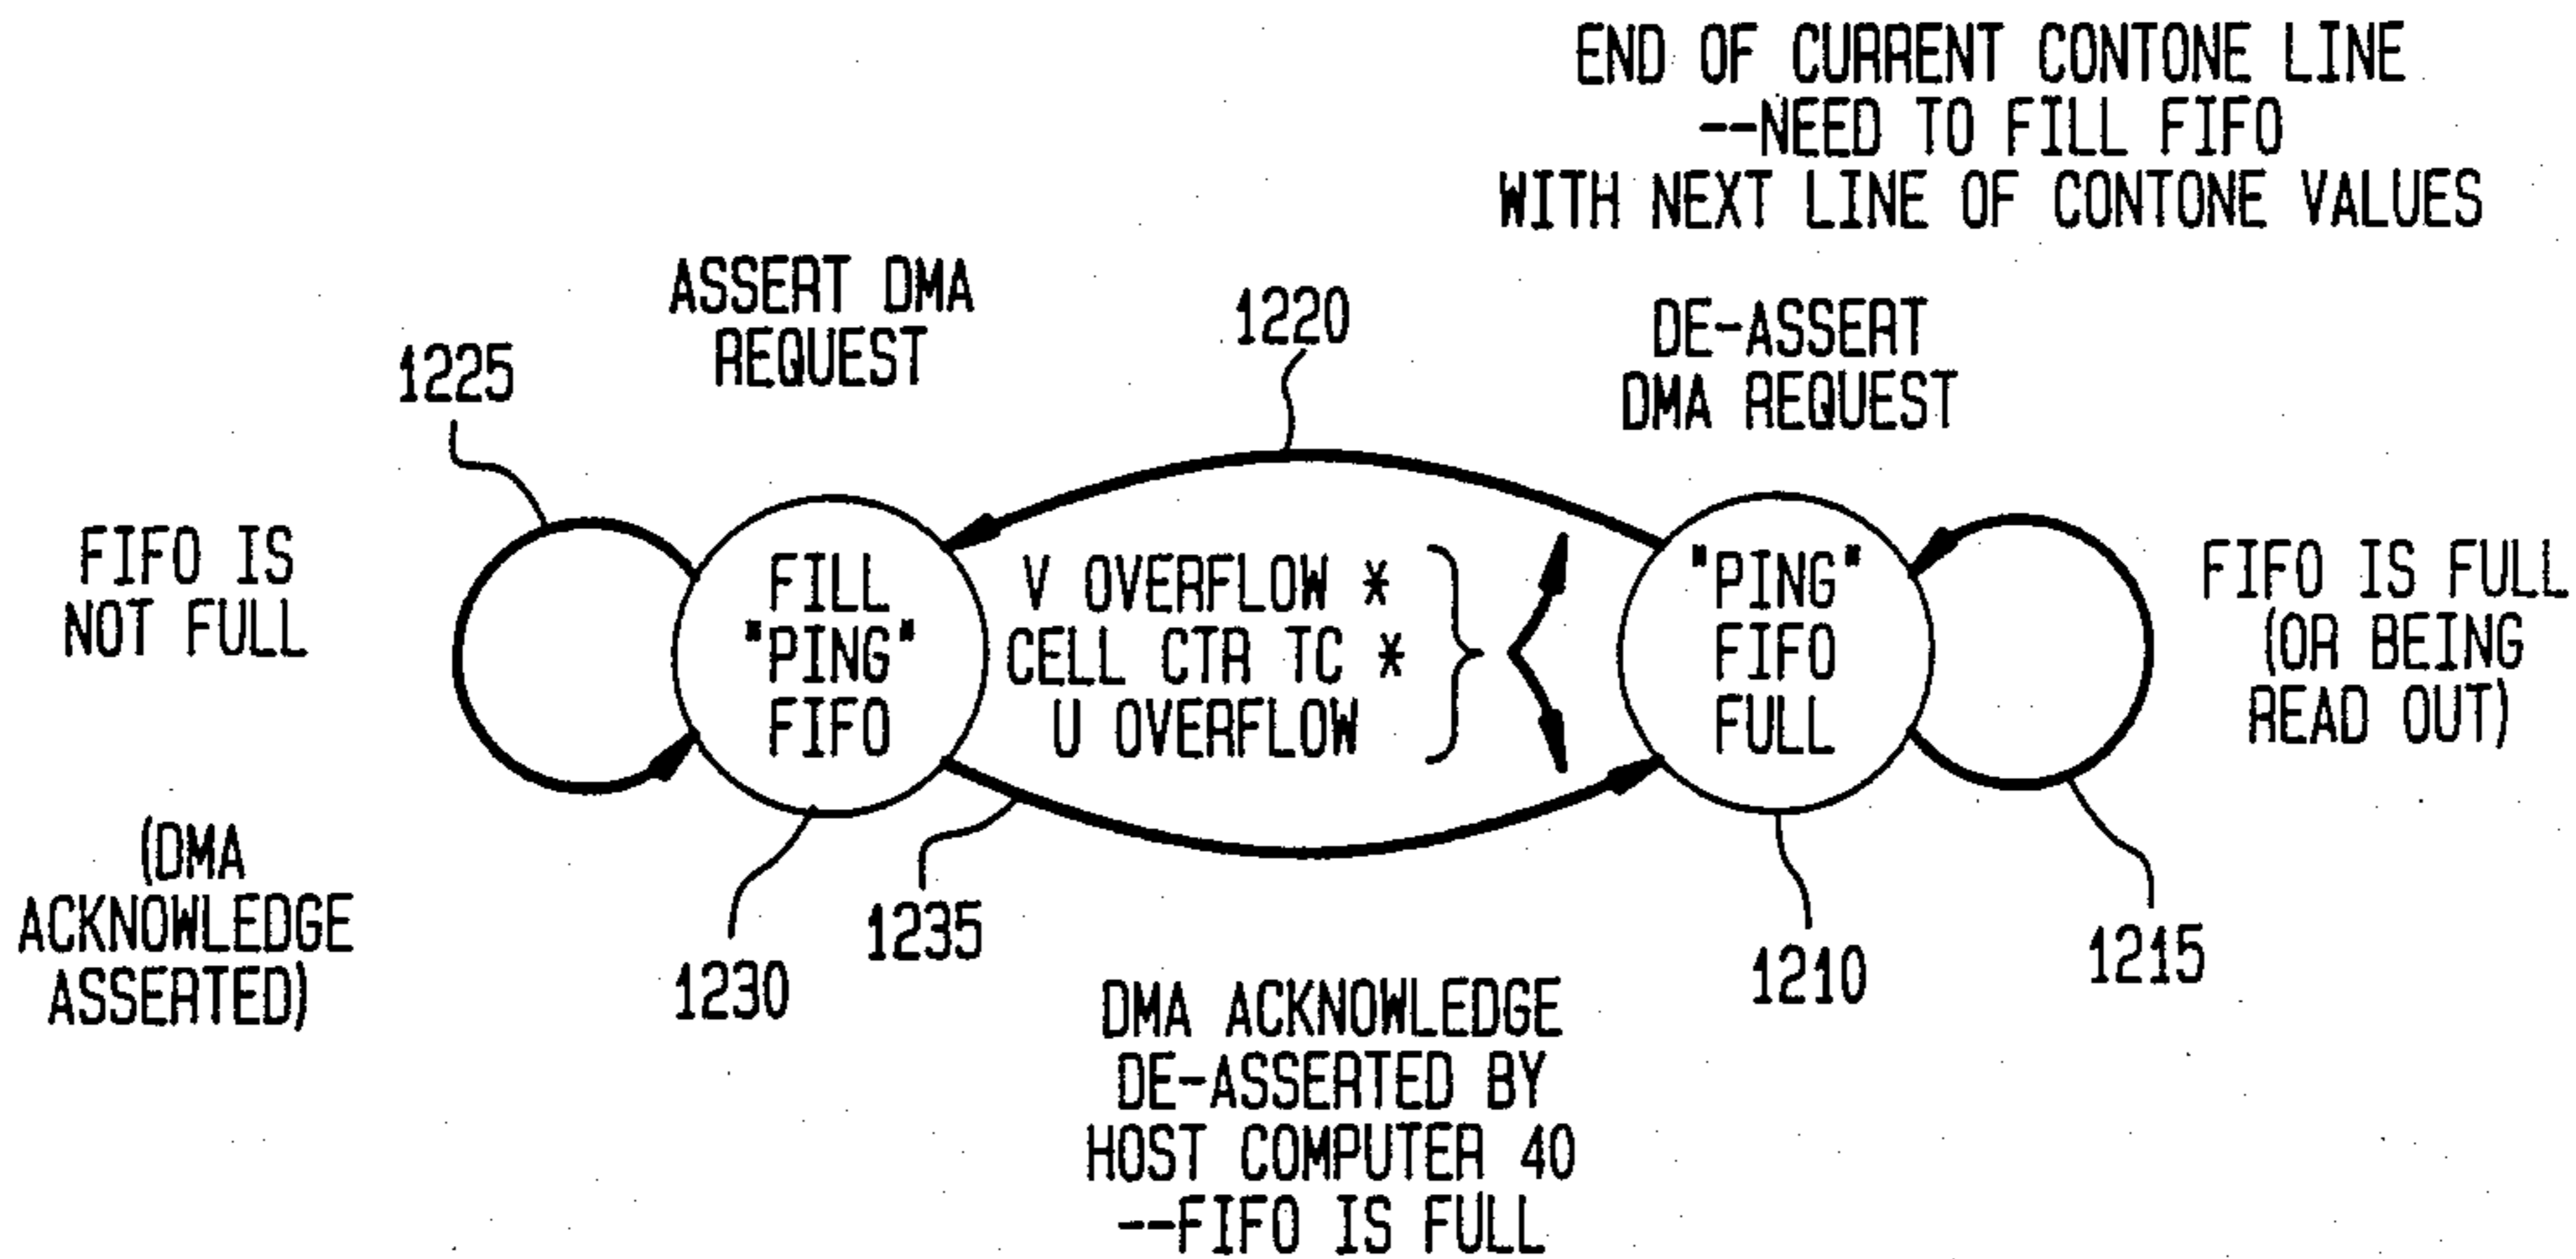 END OF CURRENT CONTONE LINE
--NEED TO FILL FIFO
WITH NEXT LINE OF CONTONE VALUES
ASSERT DMA
REQUEST
1220
DE-ASSERT
DMA REQUEST
1225
FIFO IS
NOT FULL
FILL
"PING"
FIFO
V OVERFLOW *
CELL CTR TC *
U OVERFLOW
"PING"
FIFO
FULL
FIFO IS FULL
(OR BEING
READ OUT)
(DMA
ACKNOWLEDGE
ASSERTED)
1230
1235
1210
1215
DMA ACKNOWLEDGE
DE-ASSERTED BY
HOST COMPUTER 40
--FIFO IS FULL